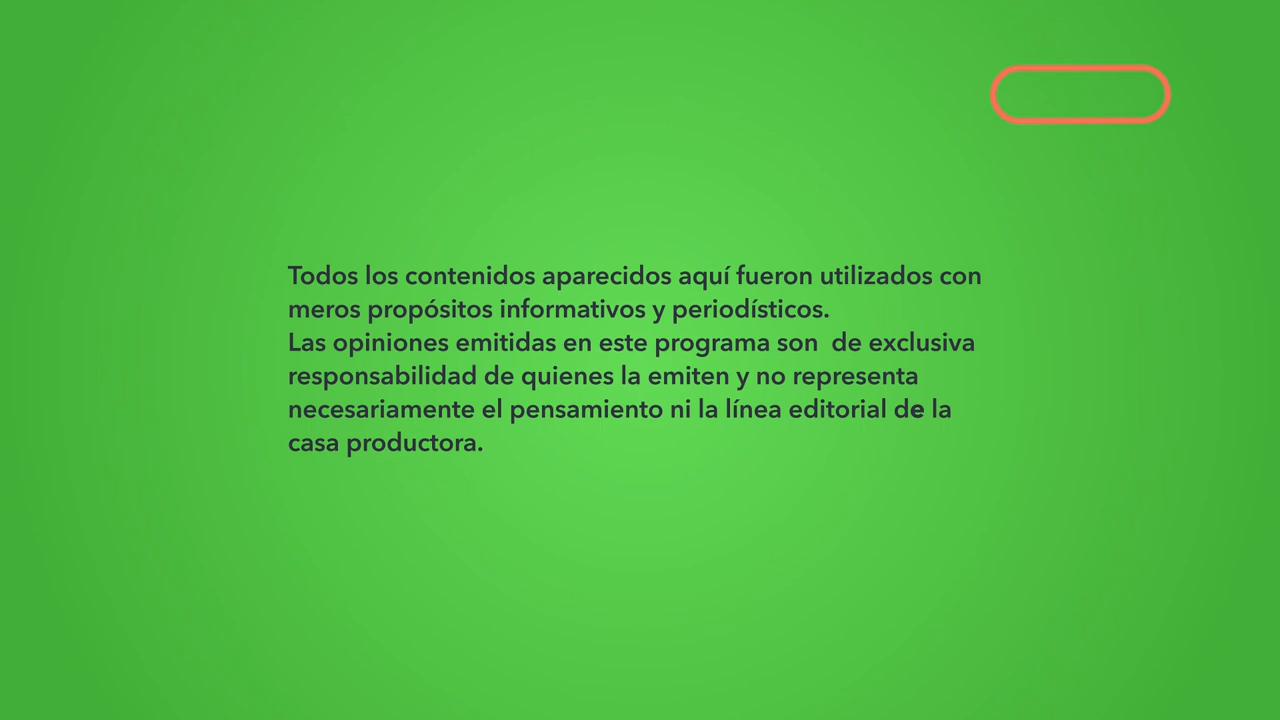 Todos los contenidos aparecidos aquí fueron utilizados con
meros propósitos informativos y periodísticos.
Las opiniones emitidas en este programa son  de exclusiva
responsabilidad de quienes la emiten y no representa
necesariamente el pensamiento ni la línea editorial de la
casa productora.